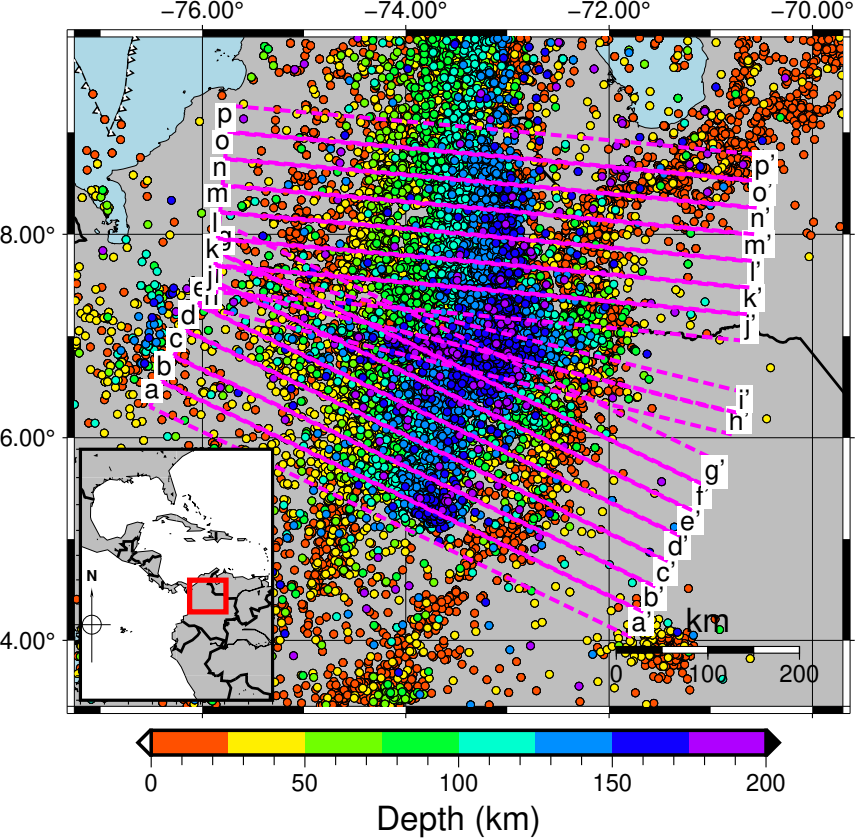 −76.00° −74.00° −72.00° −70.00°
p
o
n
m
l
g
k
j
e
d
c
b
a
p'
o'
n'
m'
l'
k'
j'
i'
h'
g'
f'
e'
d'
c'
b'
a'
8.00°
6.00°
4.00°
N
km
0 100 200
0 50 100 150 200
Depth (km)